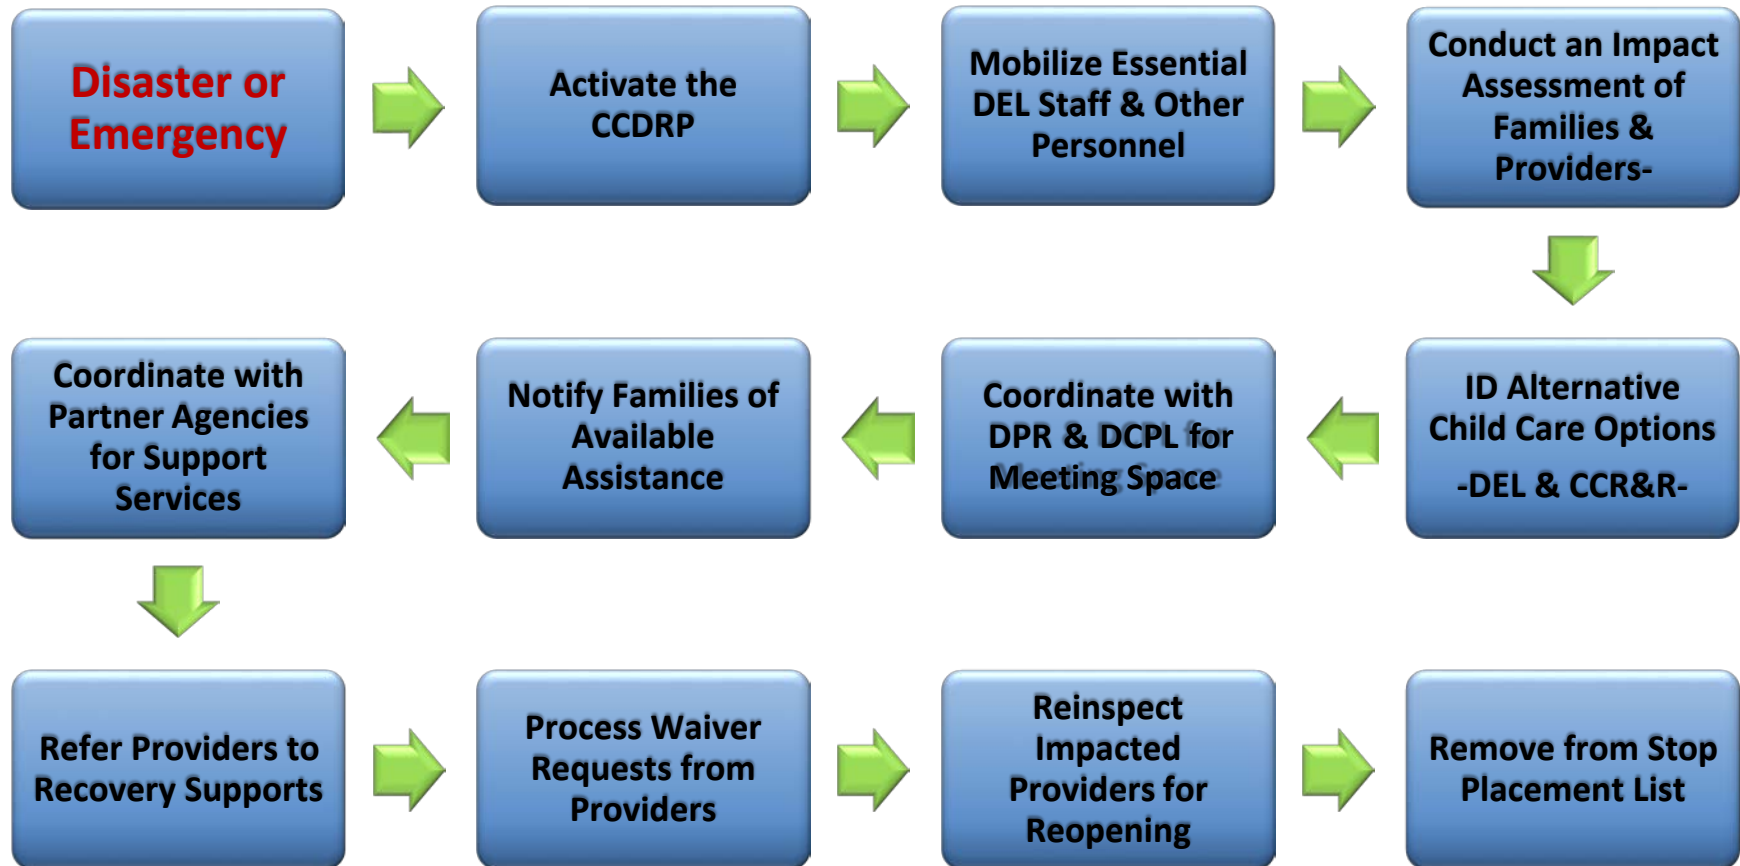 Disaster or
Emergency
Activate the
CCDRP
Mobilize Essential
DEL Staff & Other
Personnel
Conduct an Impact
Assessment of
Families &
Providers-
ID Alternative
Child Care Options
-DEL & CCR&R-
Coordinate with
DPR & DCPL for
Meeting Space
Notify Families of
Available
Assistance
Coordinate with
Partner Agencies
for Support
Services
Refer Providers to
Recovery Supports
Process Waiver
Requests from
Providers
Reinspect
Impacted
Providers for
Reopening
Remove from Stop
Placement List